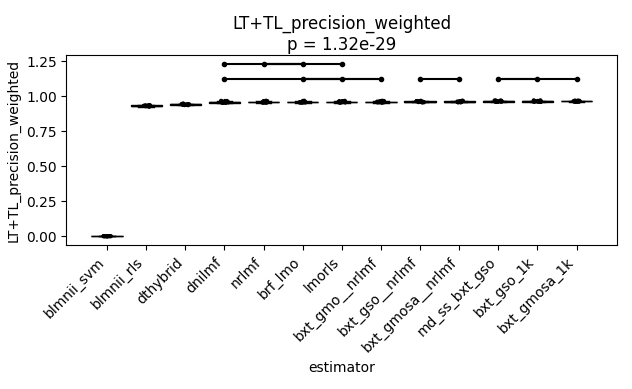 LT+TL_precision_weighted
p = 1.32e-29
LT+TL_precision_weighted
1.25
1.00
0.75
0.50
0.25
0.00
blmnii_svm
blmnii_rls
dthybrid
dnilmf
nrlmf
brf_lmo
lmorls
bxt_gmo__nrlmf
bxt_gso__nrlmf
bxt_gmosa__nrlmf
md_ss_bxt_gso
bxt_gso_1k
bxt_gmosa_1k
estimator